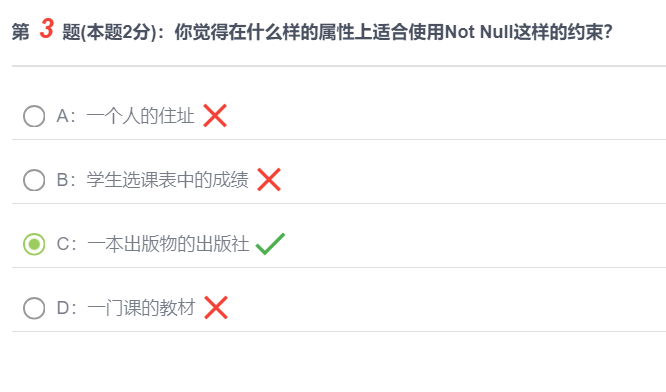 第 3 题(本题2分)：你觉得在什么样的属性上适合使用Not Null这样的约束?
A：一个人的住址
B：学生选课表中的成绩
C：一本出版物的出版社
D：一门课的教材